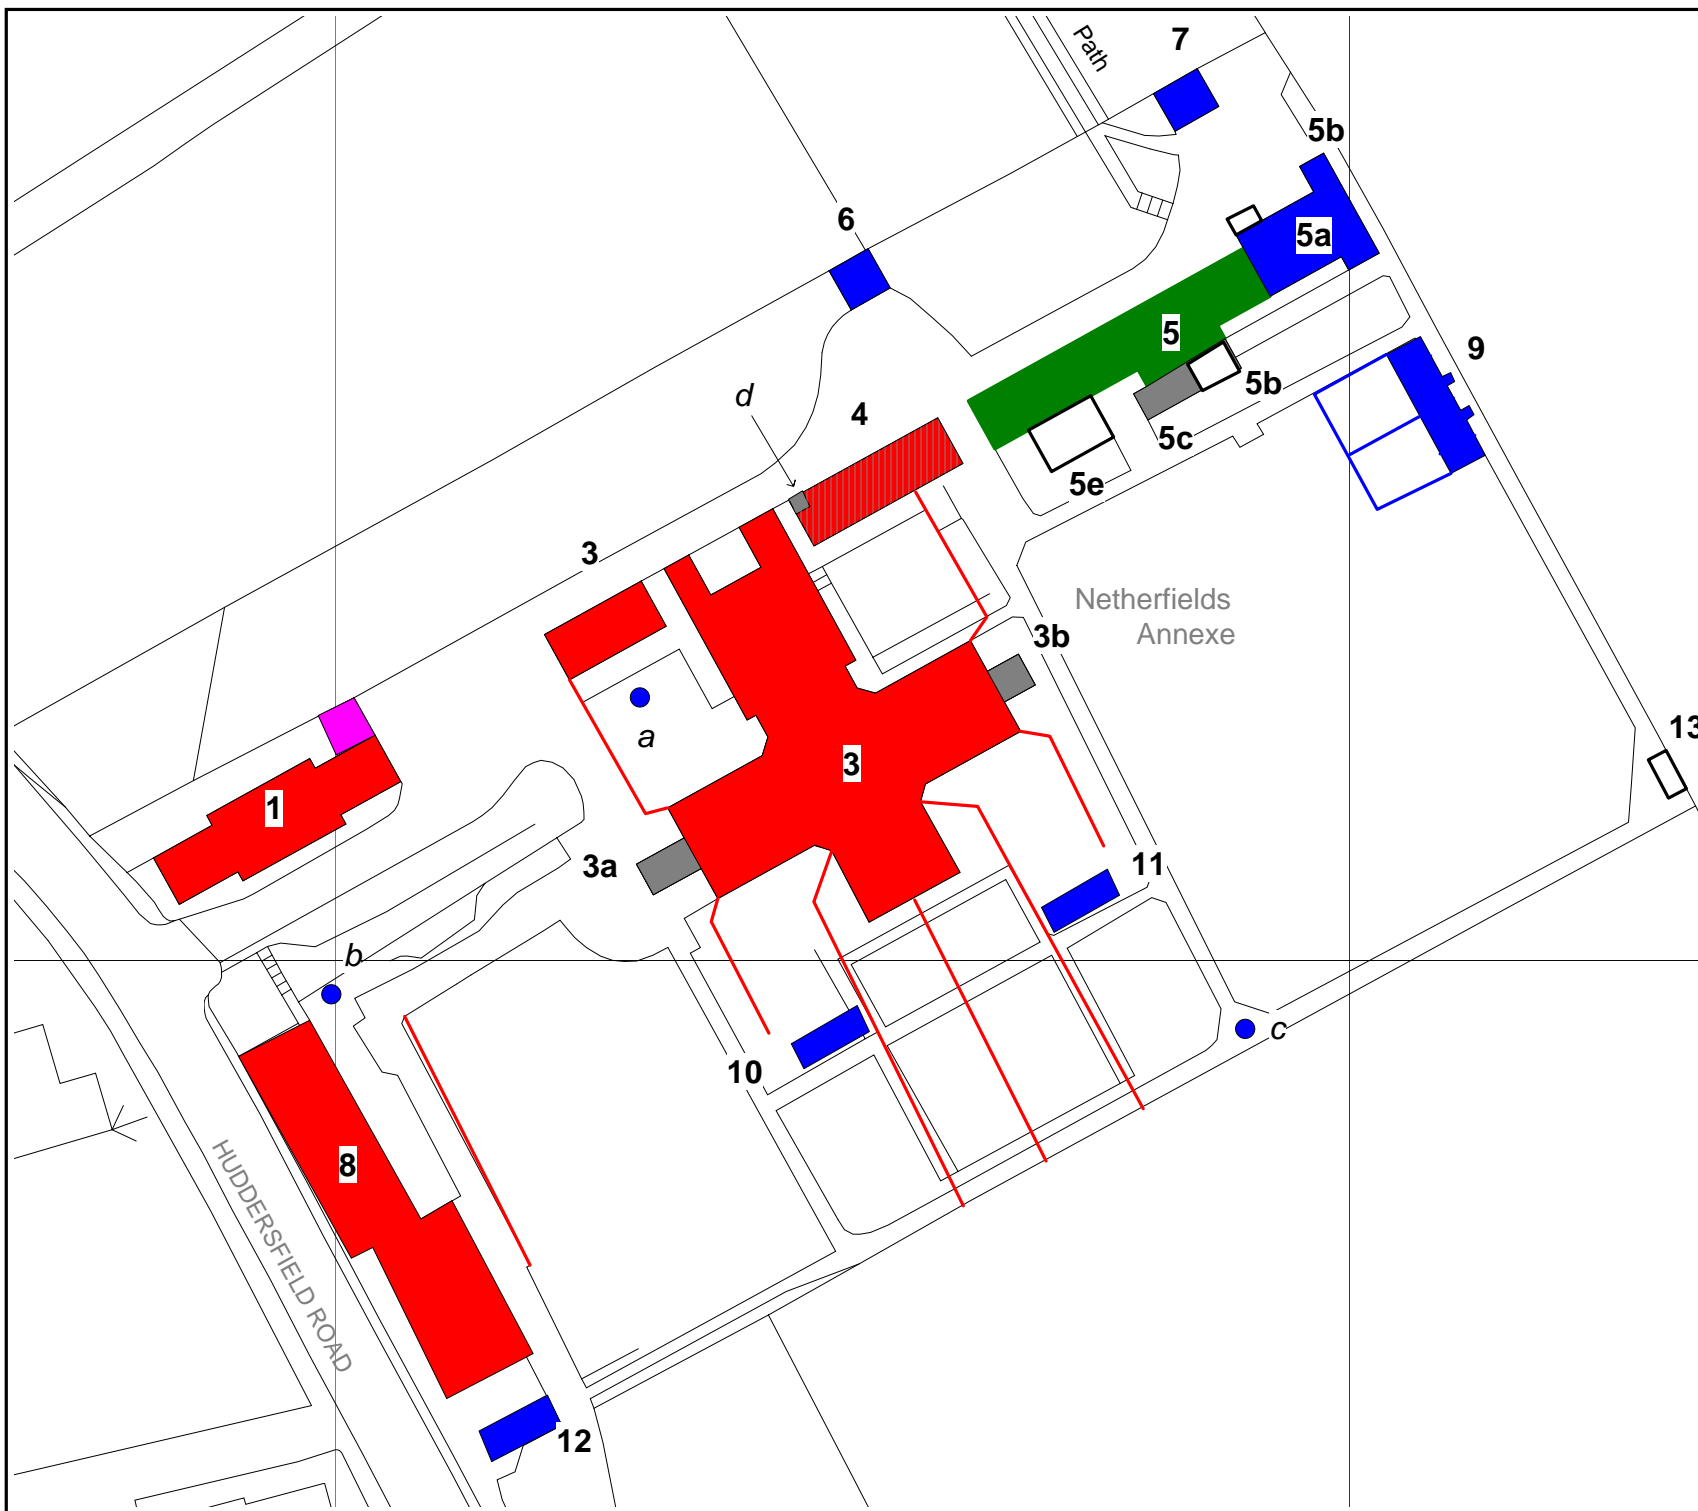 Path
7
5b
6
5a
5
9
5b
d
4
5c
5e
3
Netherfields
Annexe
3b
a
13
3
1
3a
11
b
c
10
8
HUDDERSFIELD ROAD
12